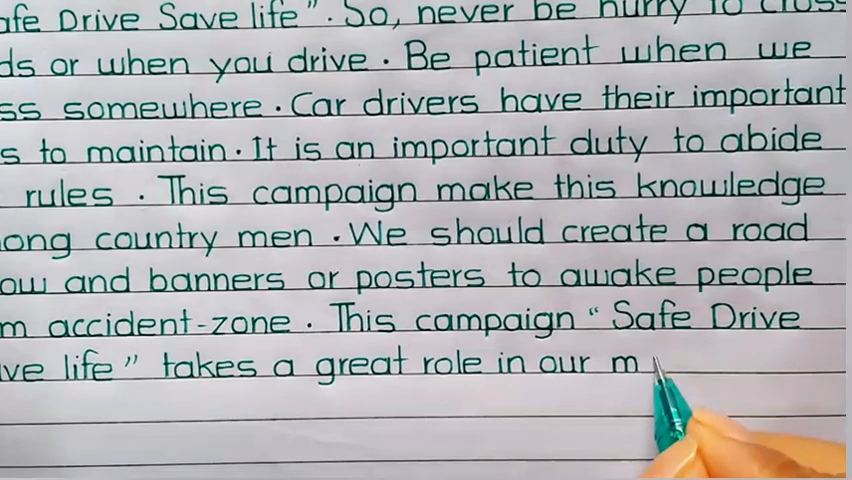 afe Drive Save life". So, never be hurry to cross
ds or when you drive. Be patient when we
ss somewhere. Car drivers have their important
s to maintain. It is an important duty to abide
rules. This campaign make this knowledge
ong country men. We should create a road
ow and banners or posters to awake people
m accident-zone. This campaign "Safe Drive
ve life" takes a great role in our m